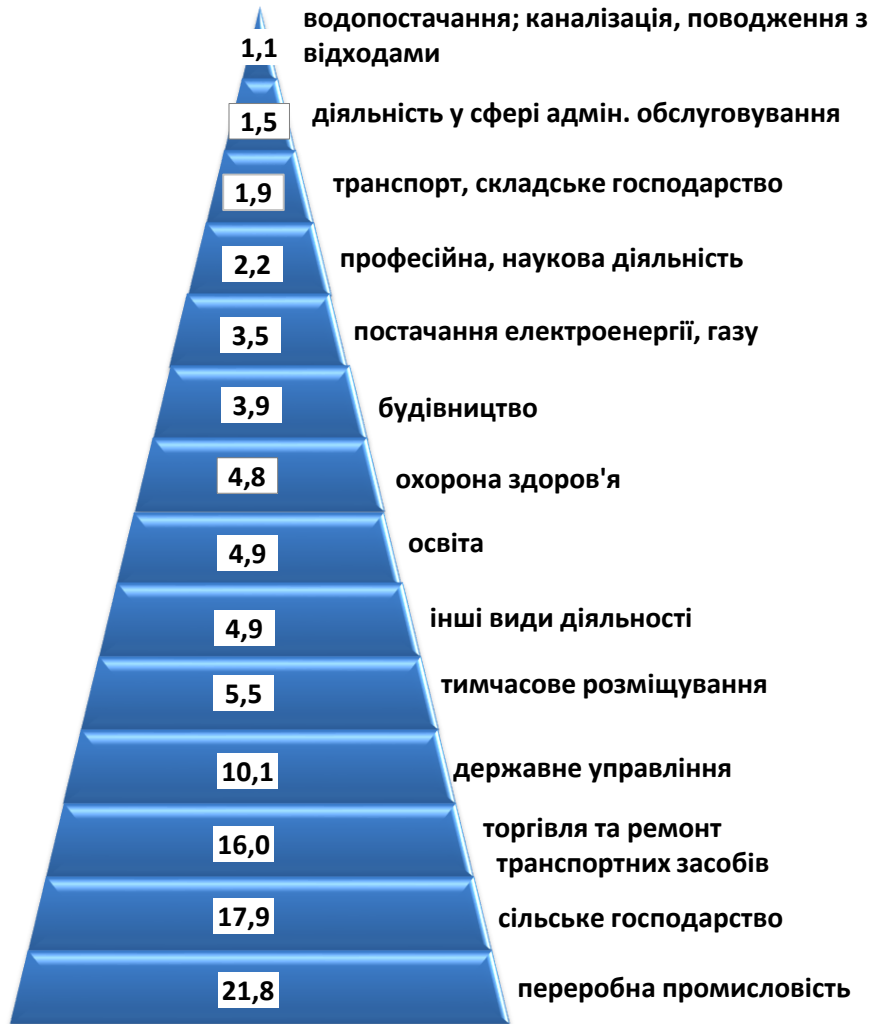 водопостачання; каналізація, поводження з
відходами
1,1
діяльність у сфері адмін. обслуговування
1,5
транспорт, складське господарство
1,9
професійна, наукова діяльність
2,2
постачання електроенергії, газу
3,5
будівництво
3,9
охорона здоров'я
4,8
освіта
4,9
інші види діяльності
4,9
тимчасове розміщування
5,5
державне управління
10,1
торгівля та ремонт
транспортних засобів
16,0
сільське господарство
17,9
переробна промисловість
21,8